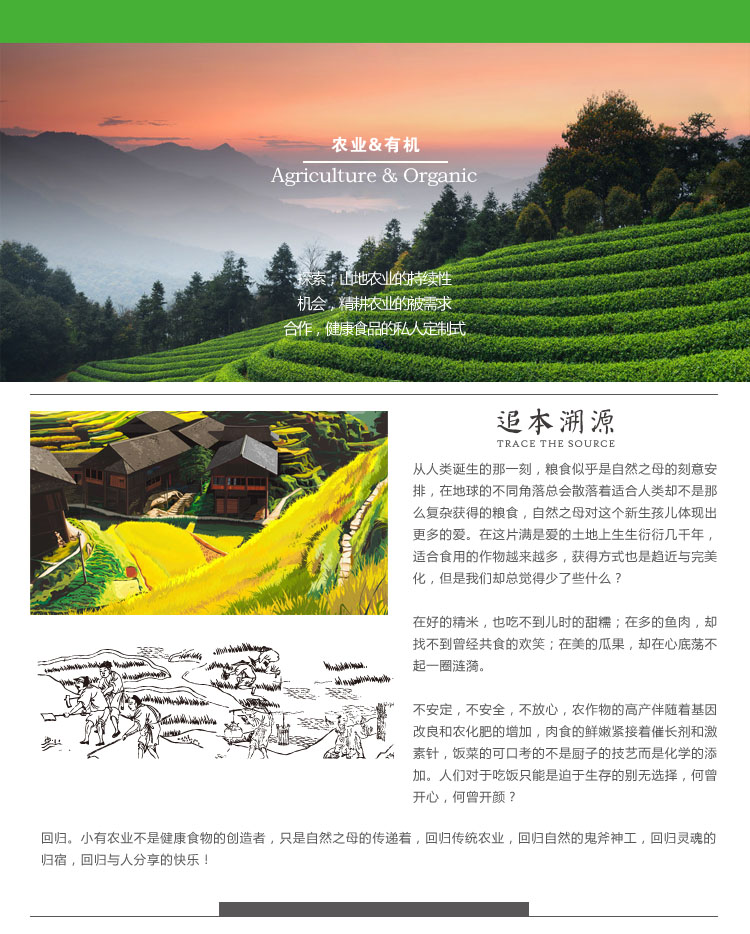 农业&有机
Agriculture & Organic
探索，山地农业的持续性
机会，精耕农业的被需求
合作，健康食品的私人定制式
追本溯源
TRACE THE SOURCE
从人类诞生的那一刻，粮食似乎是自然之母的刻意安
排，在地球的不同角落总会散落着适合人类却不是那
么复杂获得的粮食，自然之母对这个新生孩儿体现出
更多的爱。在这片满是爱的土地上生生衍衍几千年，
适合食用的作物越来越多，获得方式也是趋近与完美
化，但是我们却总觉得少了些什么？
在好的精米，也吃不到儿时的甜糯；在多的鱼肉，却
找不到曾经共食的欢笑；在美的瓜果，却在心底荡不
起一圈涟漪。
不安定，不安全，不放心，农作物的高产伴随着基因
改良和农化肥的增加，肉食的鲜嫩紧接着催长剂和激
素针，饭菜的可口考的不是厨子的技艺而是化学的添
加。人们对于吃饭只能是迫于生存的别无选择，何曾
开心，何曾开颜？
回归。小有农业不是健康食物的创造者，只是自然之母的传递着，回归传统农业，回归自然的鬼斧神工，回归灵魂的
归宿，回归与人分享的快乐！